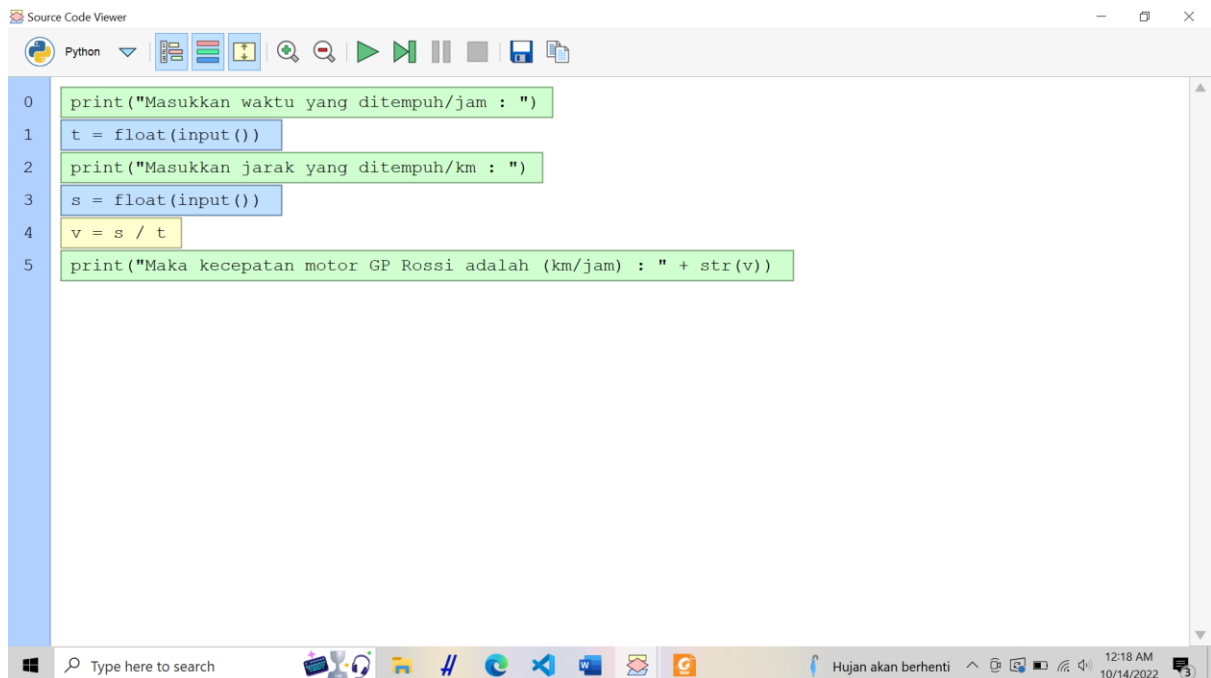 Source Code Viewer
Python
0 print("Masukkan waktu yang ditempuh/jam : ")
1 t = float(input())
2 print("Masukkan jarak yang ditempuh/km : ")
3 s = float(input())
4 v = s / t
5 print("Maka kecepatan motor GP Rossi adalah (km/jam) : " + str(v))
Type here to search
Hujan akan berhenti
12:18 AM
10/14/2022
3